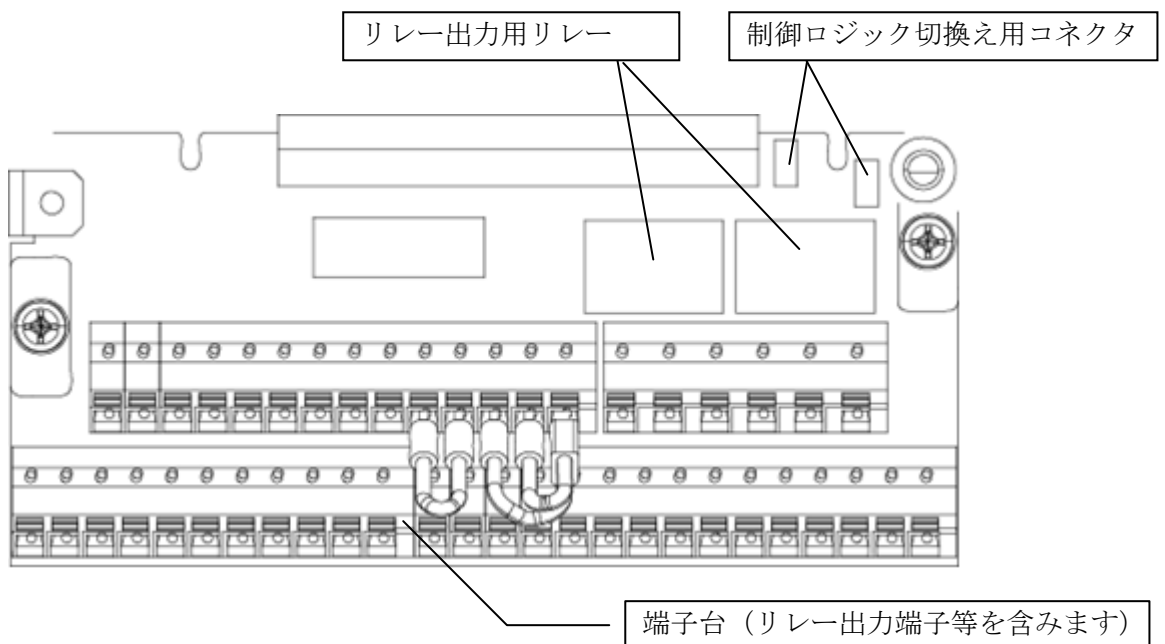 リレー出力用リレー
制御ロジック切換え用コネクタ
端子台（リレー出力端子等を含みます）